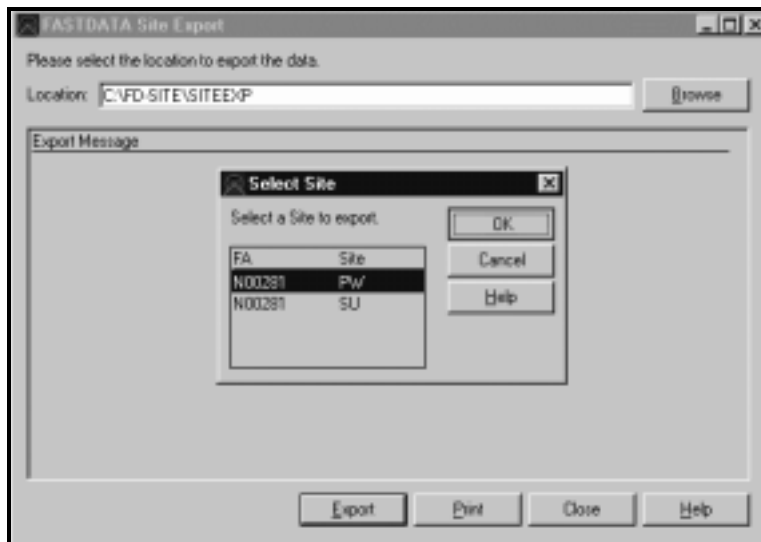 FASTDATA Site Export
Please select the location to export the data.
Location: C:\FD-SITE\SITEEXP Browse
Export Message
Select Site
Select a Site to export.
OK
FA Site
Cancel
N00281 PW
Help
N00281 SU
Export Print Close Help